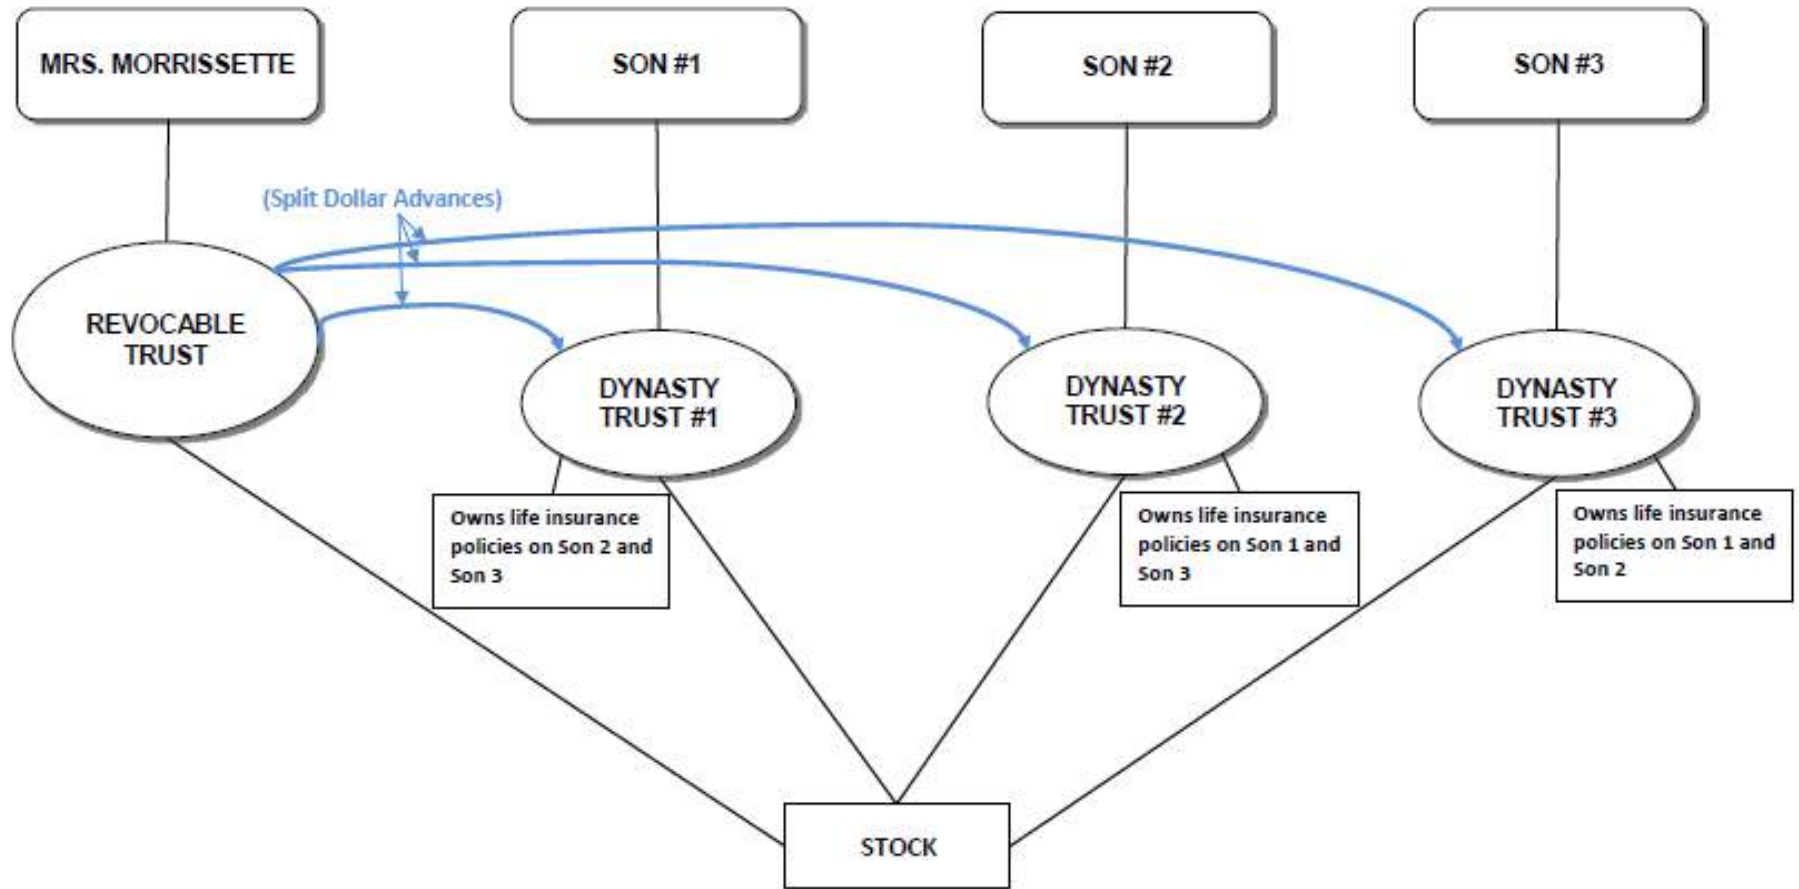 MRS. MORRISSETTE
SON #1
SON #2
SON #3
(Split Dollar Advances)
REVOCABLE
TRUST
DYNASTY
TRUST #1
DYNASTY
TRUST #2
DYNASTY
TRUST #3
Owns life insurance
policies on Son 2 and
Son 3
Owns life insurance
policies on Son 1 and
Son 3
Owns life insurance
policies on Son 1 and
Son 2
STOCK